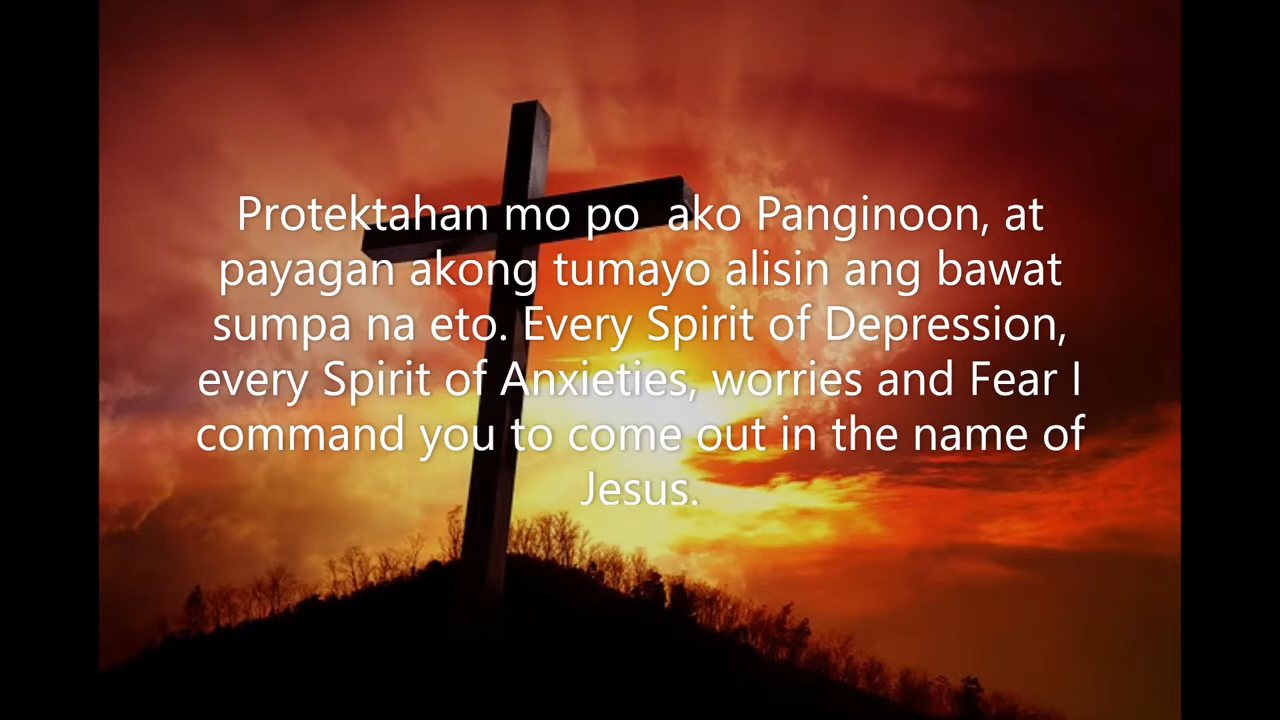 Protektahan mo po  ako Panginoon, at
payagan akong tumayo alisin ang bawat
sumpa na eto. Every Spirit of Depression,
every Spirit of Anxieties, worries and Fear I
command you to come out in the name of
Jesus.